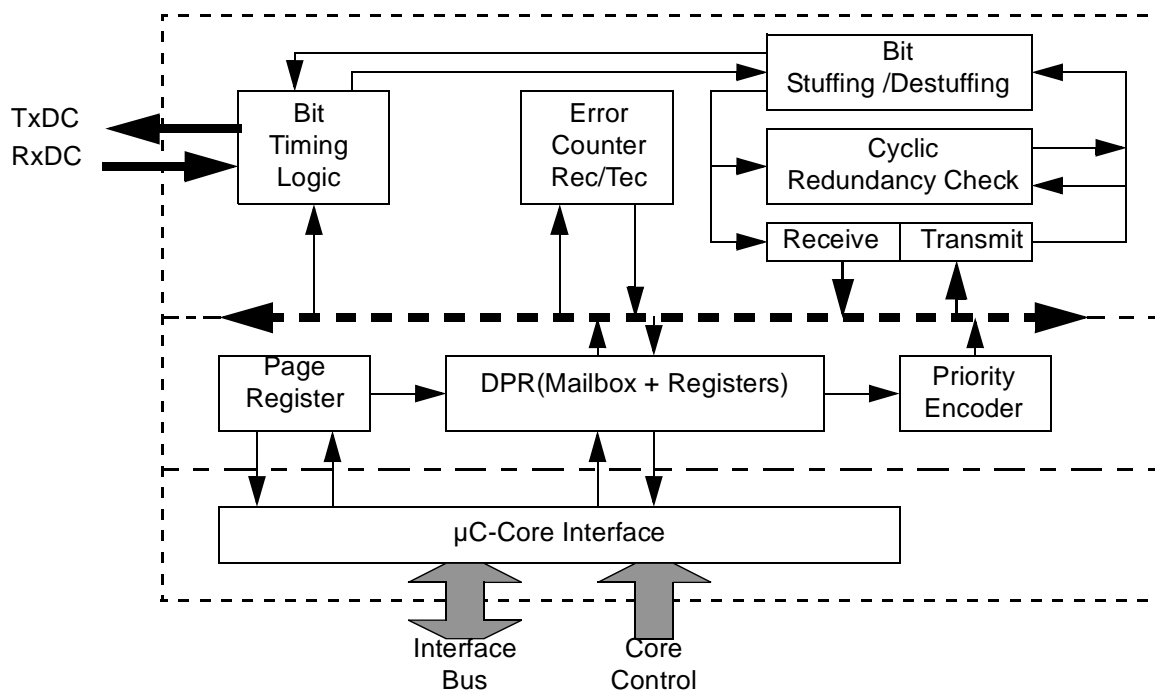 Bit
Stuffing /Destuffing
TxDC
RxDC
Bit
Timing
Logic
Error
Counter
Rec/Tec
Cyclic
Redundancy Check
Receive
Transmit
Page
Register
DPR(Mailbox + Registers)
Priority
Encoder
µC-Core Interface
Interface
Bus
Core
Control